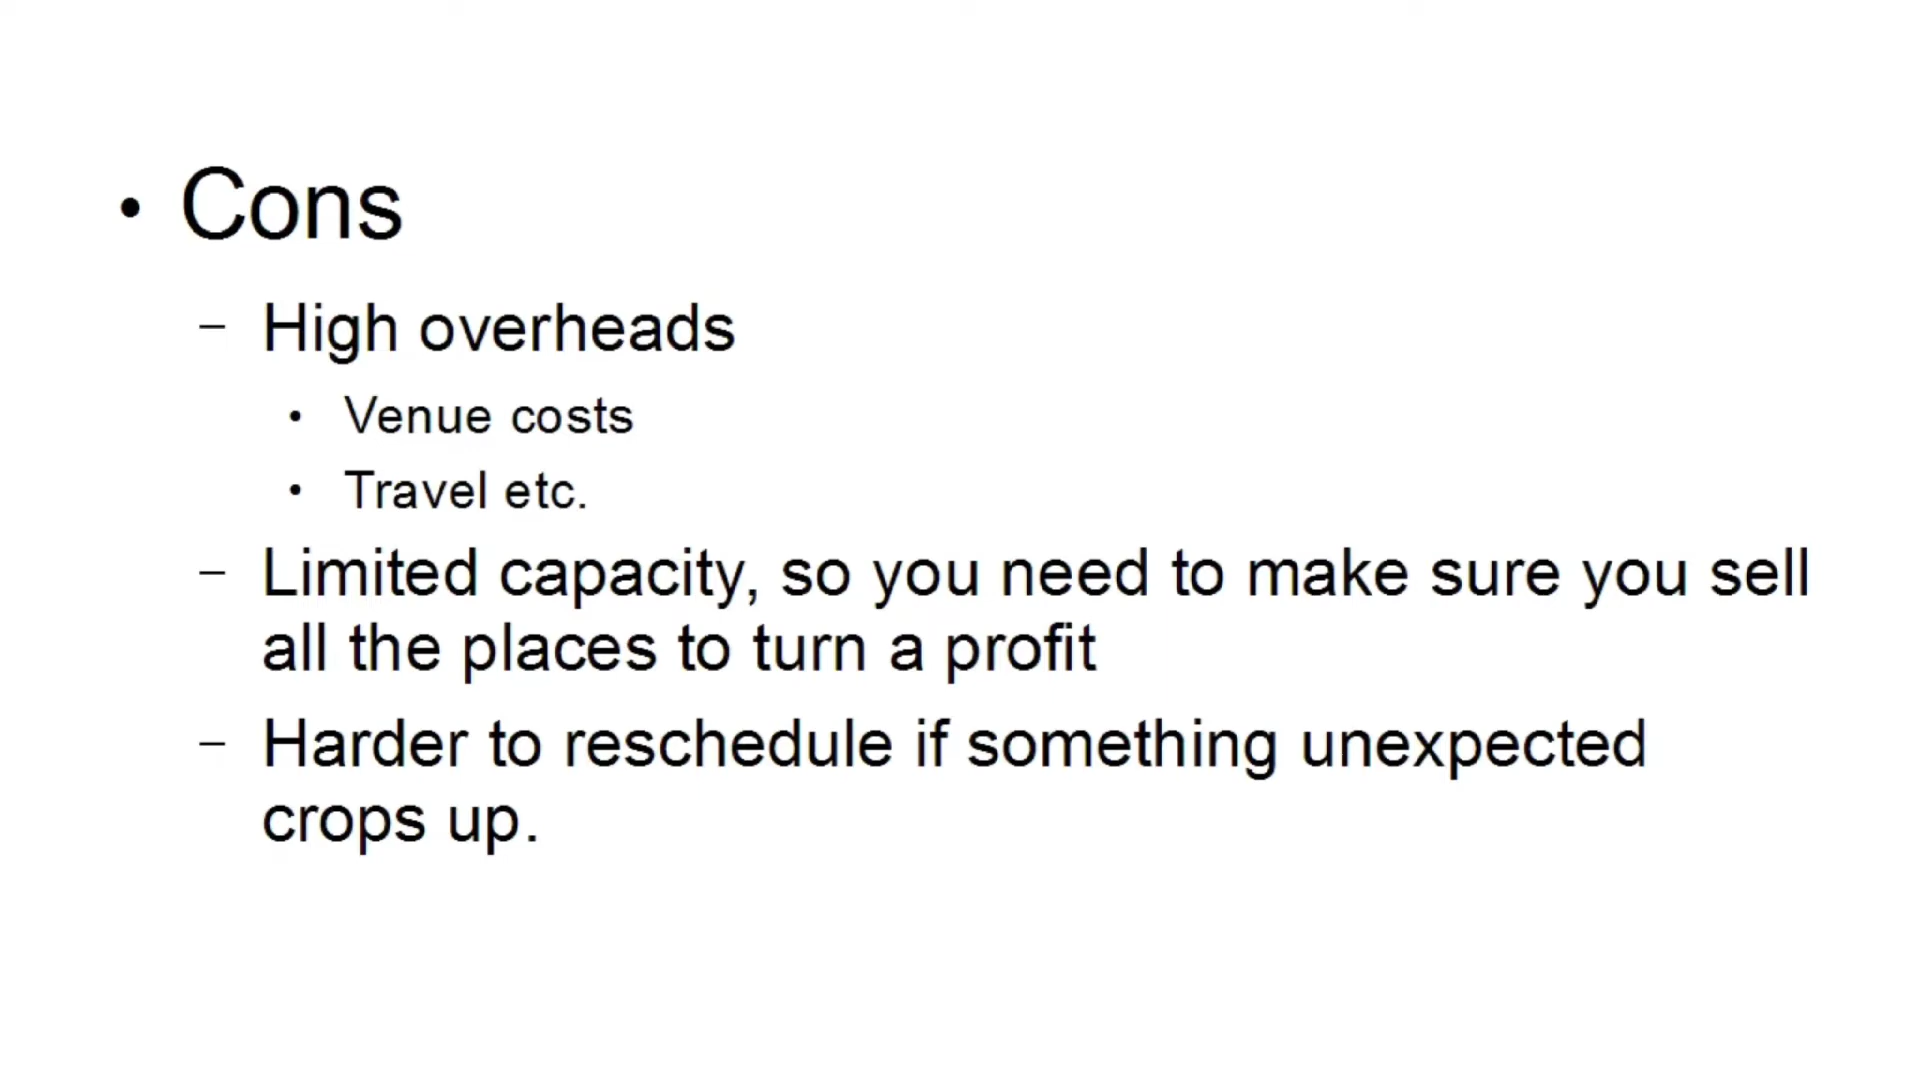 • Cons
– High overheads
• Venue costs
• Travel etc.
– Limited capacity, so you need to make sure you sell
all the places to turn a profit
– Harder to reschedule if something unexpected
crops up.